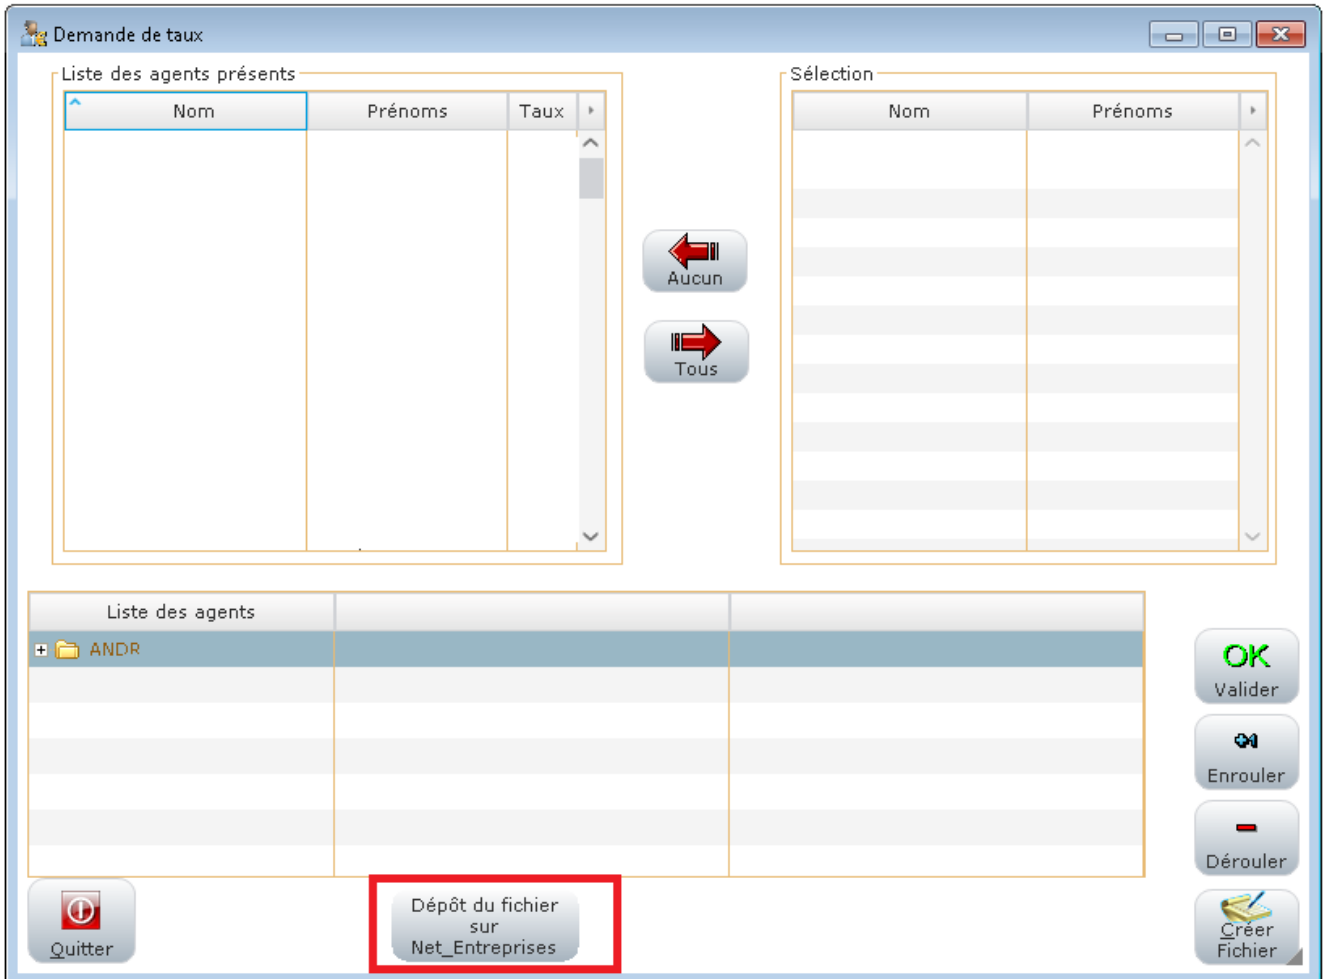 Demande de taux
Liste des agents présents
Nom Prénoms Taux
Sélection
Nom Prénoms
Aucun
Tous
Liste des agents
ANDR
OK
Valider
Enrouler
Dérouler
Créer
Fichier
Quitter
Dépôt du fichier
sur
Net_Entreprises